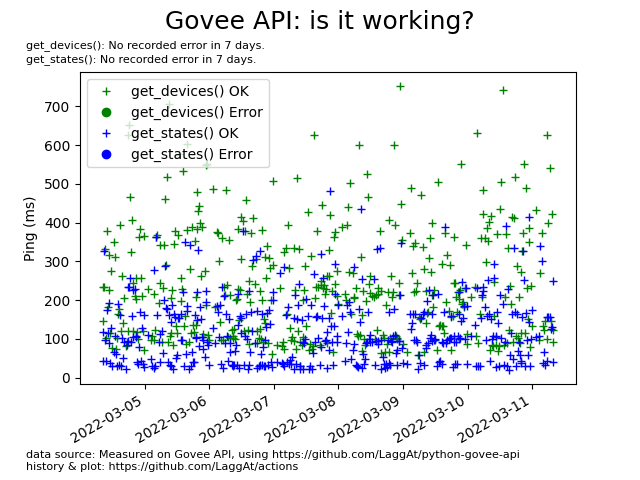 Govee API: is it working?
get_devices(): No recorded error in 7 days.
get_states(): No recorded error in 7 days.
get_devices() OK
get_devices() Error
get_states() OK
get_states() Error
Ping (ms)
700
600
500
400
300
200
100
0
2022-03-05
2022-03-06
2022-03-07
2022-03-08
2022-03-09
2022-03-10
2022-03-11
data source: Measured on Govee API, using https://github.com/LaggAt/python-govee-api
history & plot: https://github.com/LaggAt/actions